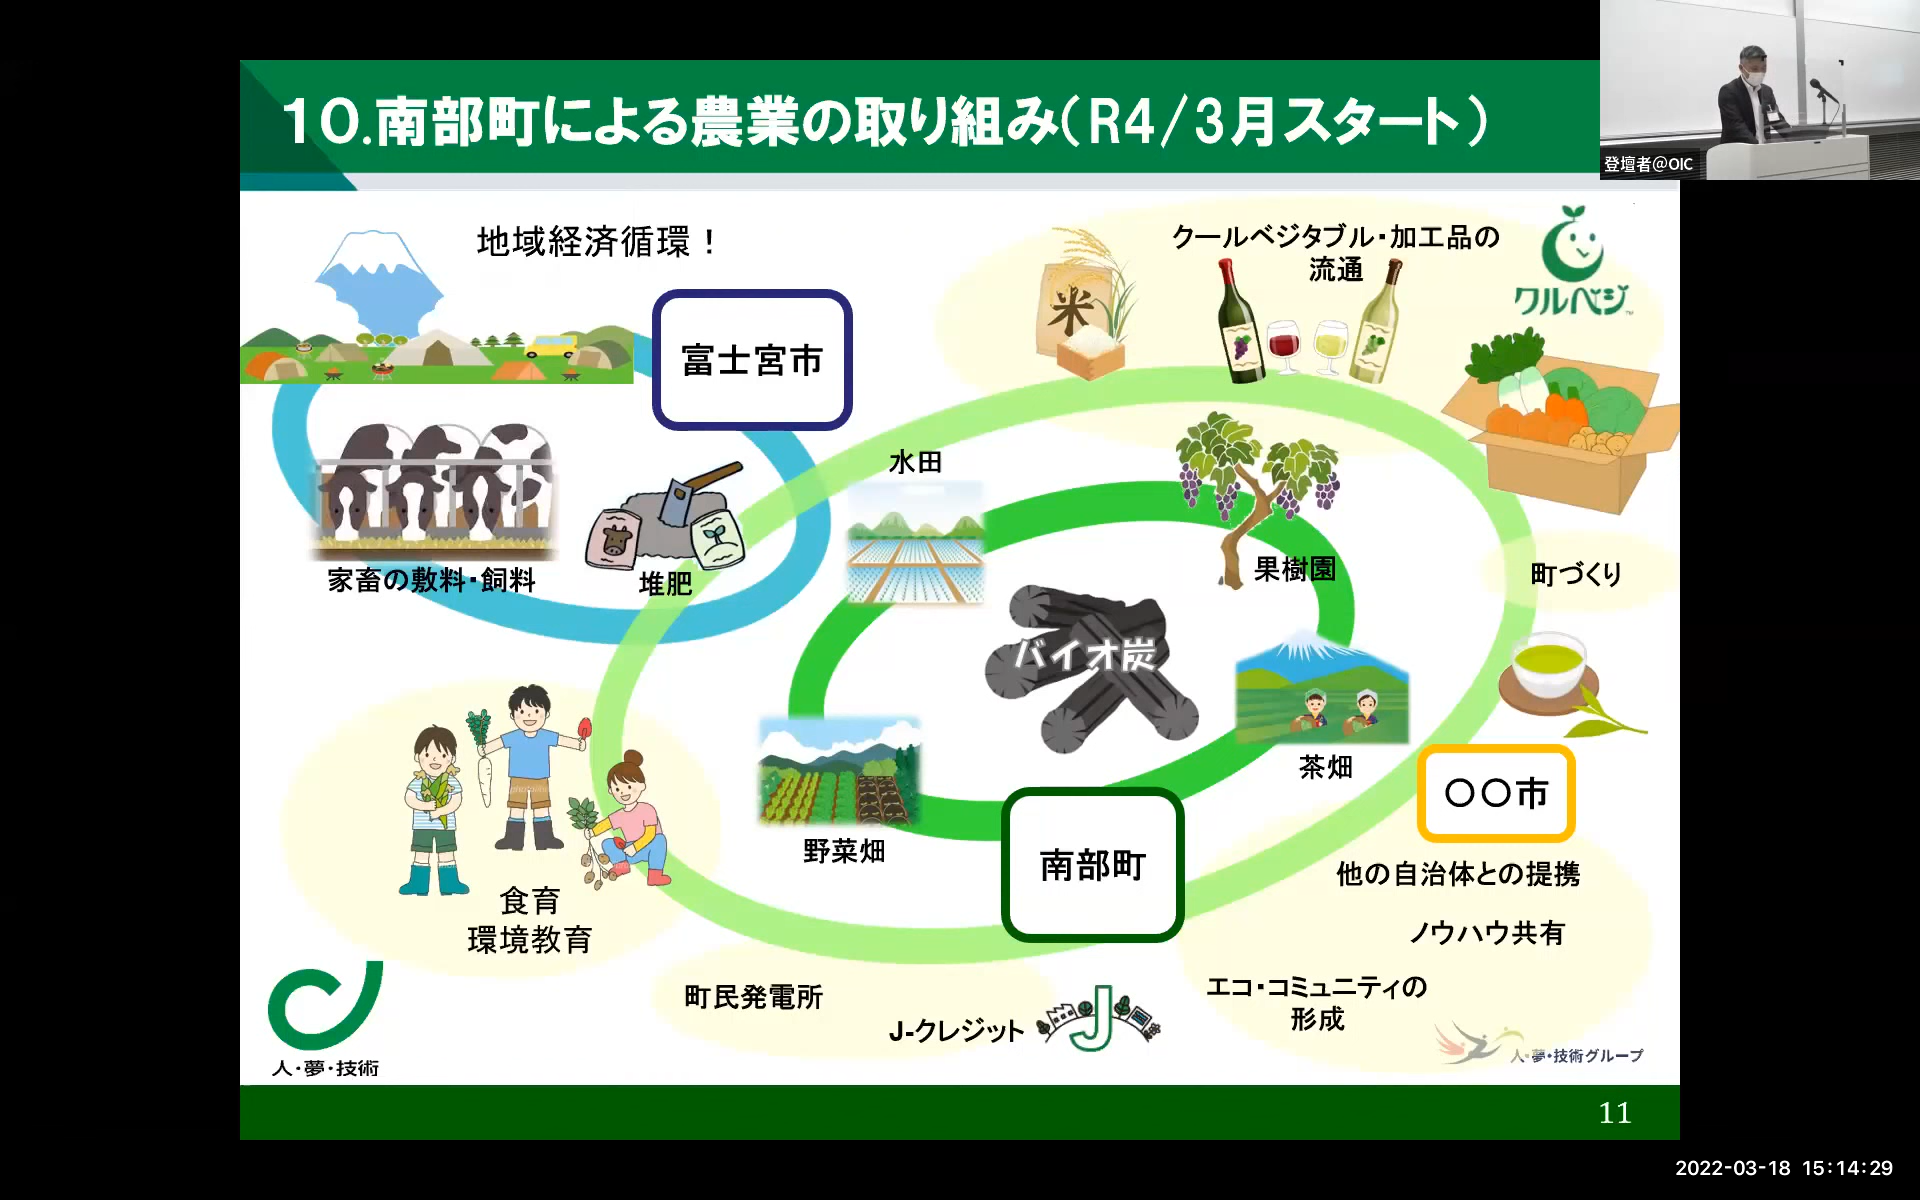 10.南部町による農業の取り組み(R4/3月スタート)
登壇者@OIC
地域経済循環！
クールベジタブル・加工品の
流通
クルベジ™
米
富士宮市
水田
家畜の敷料・飼料
堆肥
果樹園
町づくり
バイオ炭
茶畑
〇〇市
野菜畑
南部町
他の自治体との提携
食育
環境教育
ノウハウ共有
町民発電所
J-クレジット
J
エコ・コミュニティの
形成
人・夢・技術
人・夢・技術グループ
11
2022-03-18 15:14:29